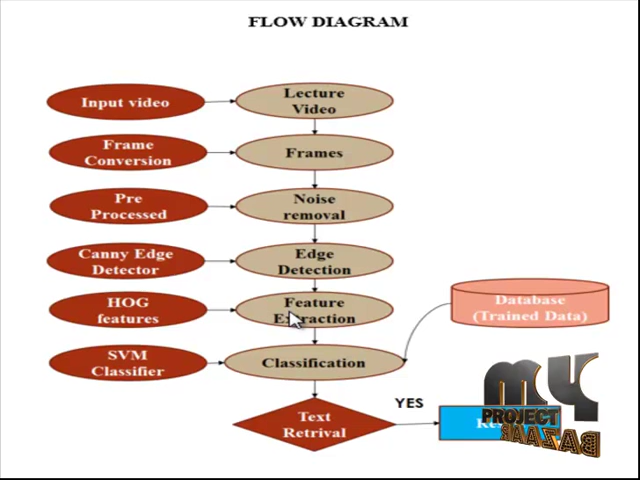 FLOW DIAGRAM
Input video
Lecture
Video
Frame
Conversion
Frames
Pre
Processed
Noise
removal
Canny Edge
Detector
Edge
Detection
HOG
features
Feature
Extraction
Database
(Trained Data)
SVM
Classifier
Classification
Text
Retrival
YES
MY
PROJECT
BAZAAR